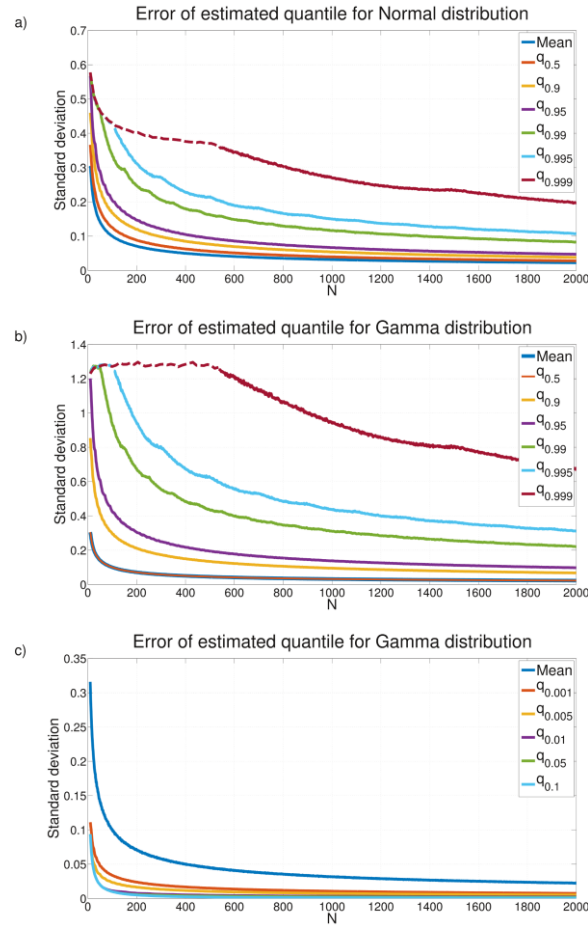 a)
Error of estimated quantile for Normal distribution
0.7
0.6
0.5
0.4
0.3
0.2
0.1
0
Standard deviation
0 200 400 600 800 1000 1200 1400 1600 1800 2000
N
Mean
q0.5
q0.9
q0.95
q0.99
q0.995
q0.999
b)
Error of estimated quantile for Gamma distribution
1.4
1.2
1
0.8
0.6
0.4
0.2
0
Standard deviation
0 200 400 600 800 1000 1200 1400 1600 1800 2000
N
Mean
q0.5
q0.9
q0.95
q0.99
q0.995
q0.999
c)
Error of estimated quantile for Gamma distribution
0.35
0.3
0.25
0.2
0.15
0.1
0.05
0
Standard deviation
0 200 400 600 800 1000 1200 1400 1600 1800 2000
N
Mean
q0.001
q0.005
q0.01
q0.05
q0.1